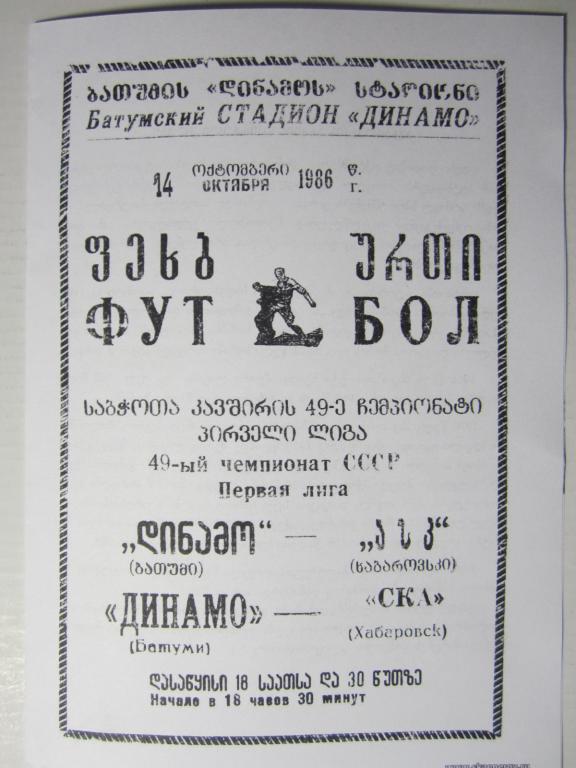 ბათუმის «დინამოს» სტადიონი
Батумский СТАДИОН «ДИНАМО»
14 ოქტომბერი 1986 წ.
ОКТЯБРЯ г.
ფეხბ ურთი
ФУТ БОЛ
საბჭოთა კავშირის 49-ე ჩემპიონატი
პირველი ლიგა
49-ый чемпионат СССР
Первая лига
„დინამო“ — „ასკ“
(ბათუმი) (ხაბაროვსკი)
«ДИНАМО» — «СКА»
(Батуми) (Хабаровск)
დასაწყისი 18 საათსა და 30 წუთზე
Начало в 18 часов 30 минут